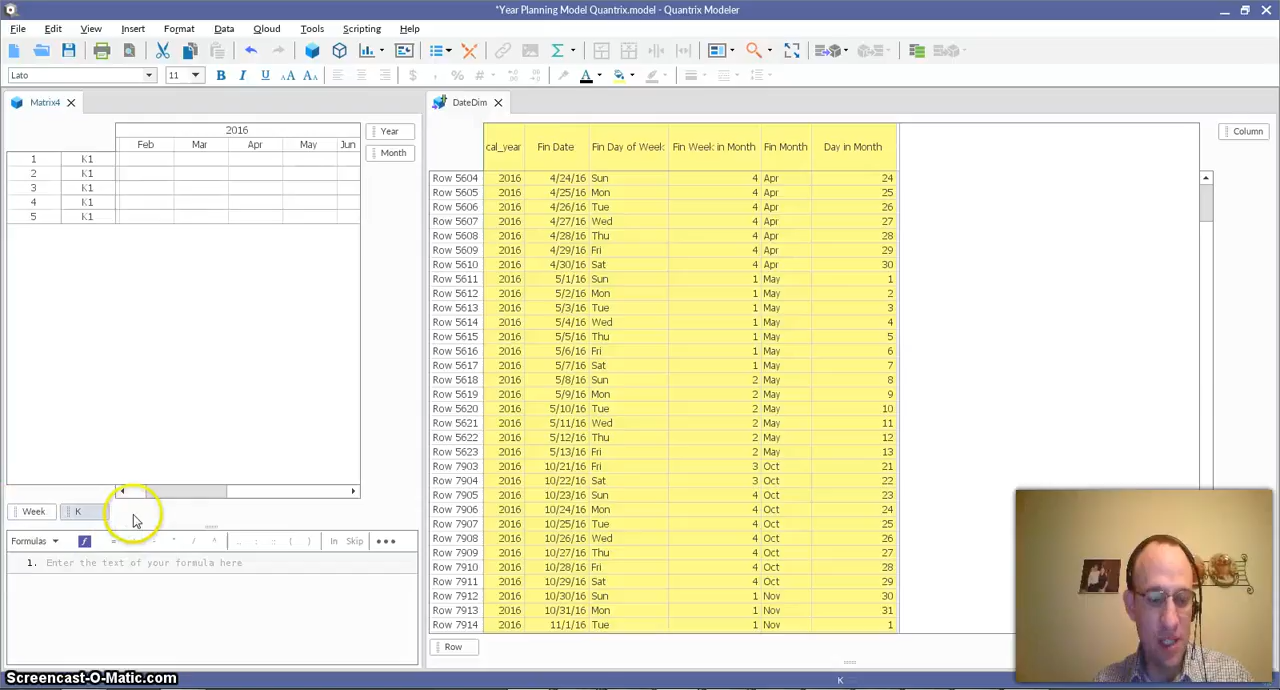 *Year Planning Model Quantrix.model - Quantrix Modeler
File Edit View Insert Format Data Qloud Tools Scripting Help
Lato 11 B I U AA AA $ , % #
Matrix4
2016
Feb Mar Apr May Jun
1 K1
2 K1
3 K1
4 K1
5 K1
Year
Month
Week K
Formulas f = + - * / ^ In Skip
1. Enter the text of your formula here
DateDim
cal_year Fin Date Fin Day of Week Fin Week in Month Fin Month Day in Month
Row 5604 2016 4/24/16 Sun 4 Apr 24
Row 5605 2016 4/25/16 Mon 4 Apr 25
Row 5606 2016 4/26/16 Tue 4 Apr 26
Row 5607 2016 4/27/16 Wed 4 Apr 27
Row 5608 2016 4/28/16 Thu 4 Apr 28
Row 5609 2016 4/29/16 Fri 4 Apr 29
Row 5610 2016 4/30/16 Sat 4 Apr 30
Row 5611 2016 5/1/16 Sun 1 May 1
Row 5612 2016 5/2/16 Mon 1 May 2
Row 5613 2016 5/3/16 Tue 1 May 3
Row 5614 2016 5/4/16 Wed 1 May 4
Row 5615 2016 5/5/16 Thu 1 May 5
Row 5616 2016 5/6/16 Fri 1 May 6
Row 5617 2016 5/7/16 Sat 1 May 7
Row 5618 2016 5/8/16 Sun 2 May 8
Row 5619 2016 5/9/16 Mon 2 May 9
Row 5620 2016 5/10/16 Tue 2 May 10
Row 5621 2016 5/11/16 Wed 2 May 11
Row 5622 2016 5/12/16 Thu 2 May 12
Row 5623 2016 5/13/16 Fri 2 May 13
Row 7903 2016 10/21/16 Fri 3 Oct 21
Row 7904 2016 10/22/16 Sat 3 Oct 22
Row 7905 2016 10/23/16 Sun 4 Oct 23
Row 7906 2016 10/24/16 Mon 4 Oct 24
Row 7907 2016 10/25/16 Tue 4 Oct 25
Row 7908 2016 10/26/16 Wed 4 Oct 26
Row 7909 2016 10/27/16 Thu 4 Oct 27
Row 7910 2016 10/28/16 Fri 4 Oct 28
Row 7911 2016 10/29/16 Sat 4 Oct 29
Row 7912 2016 10/30/16 Sun 1 Nov 30
Row 7913 2016 10/31/16 Mon 1 Nov 31
Row 7914 2016 11/1/16 Tue 1 Nov 1
Column
Row
K
Screencast-O-Matic.com